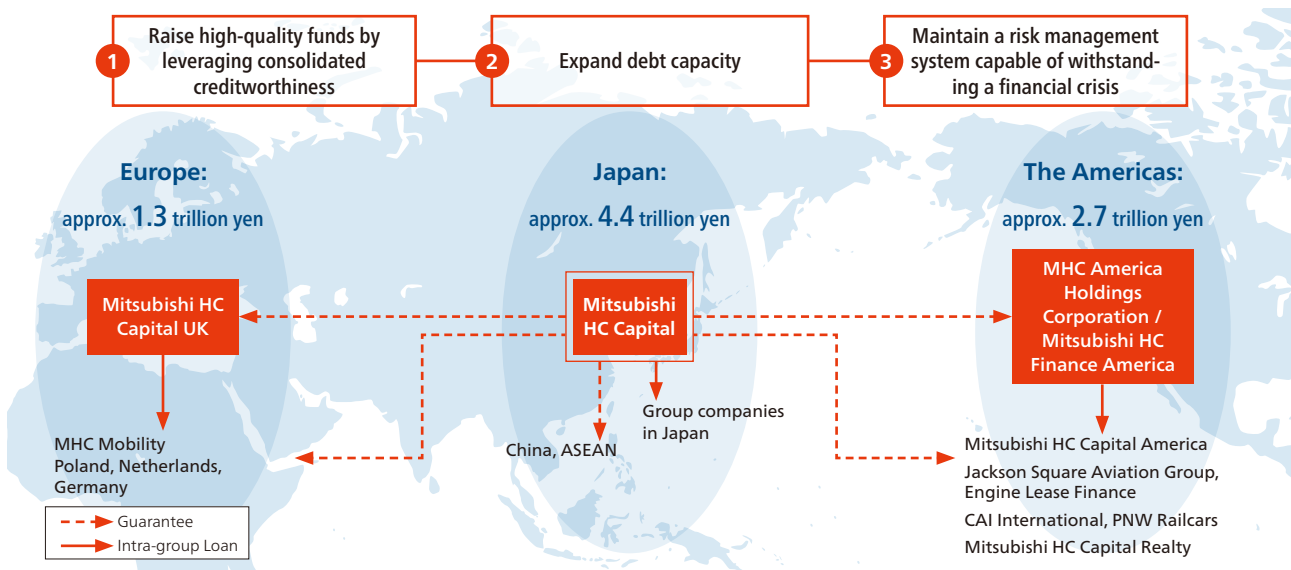 1
Raise high-quality funds by
leveraging consolidated
creditworthiness
2
Expand debt capacity
3
Maintain a risk management
system capable of withstand-
ing a financial crisis
Europe:
approx. 1.3 trillion yen
Japan:
approx. 4.4 trillion yen
The Americas:
approx. 2.7 trillion yen
Mitsubishi HC
Capital UK
Mitsubishi
HC Capital
MHC America
Holdings
Corporation /
Mitsubishi HC
Finance America
MHC Mobility
Poland, Netherlands,
Germany
China, ASEAN
Group companies
in Japan
Mitsubishi HC Capital America
Jackson Square Aviation Group,
Engine Lease Finance
CAI International, PNW Railcars
Mitsubishi HC Capital Realty
Guarantee
Intra-group Loan